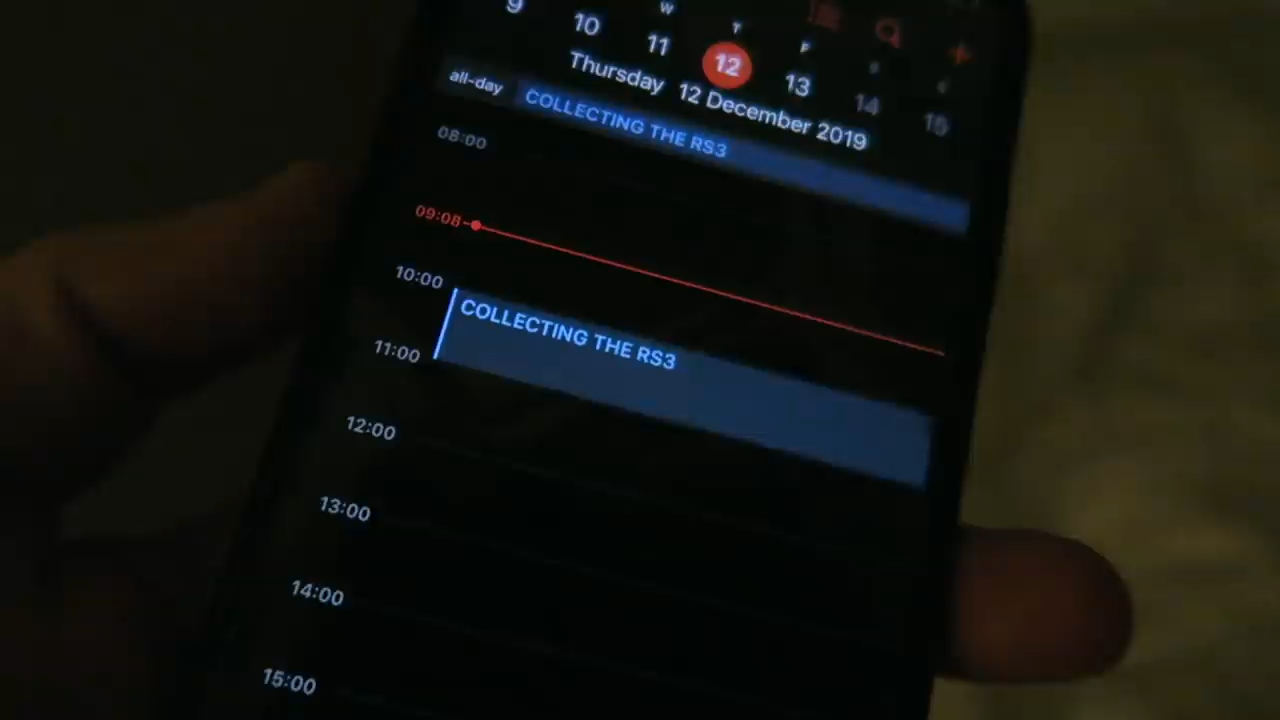 W T F S
9 10 11 12 13 14 15
Thursday 12 December 2019
all-day COLLECTING THE RS3
08:00
09:08
10:00
COLLECTING THE RS3
11:00
12:00
13:00
14:00
15:00